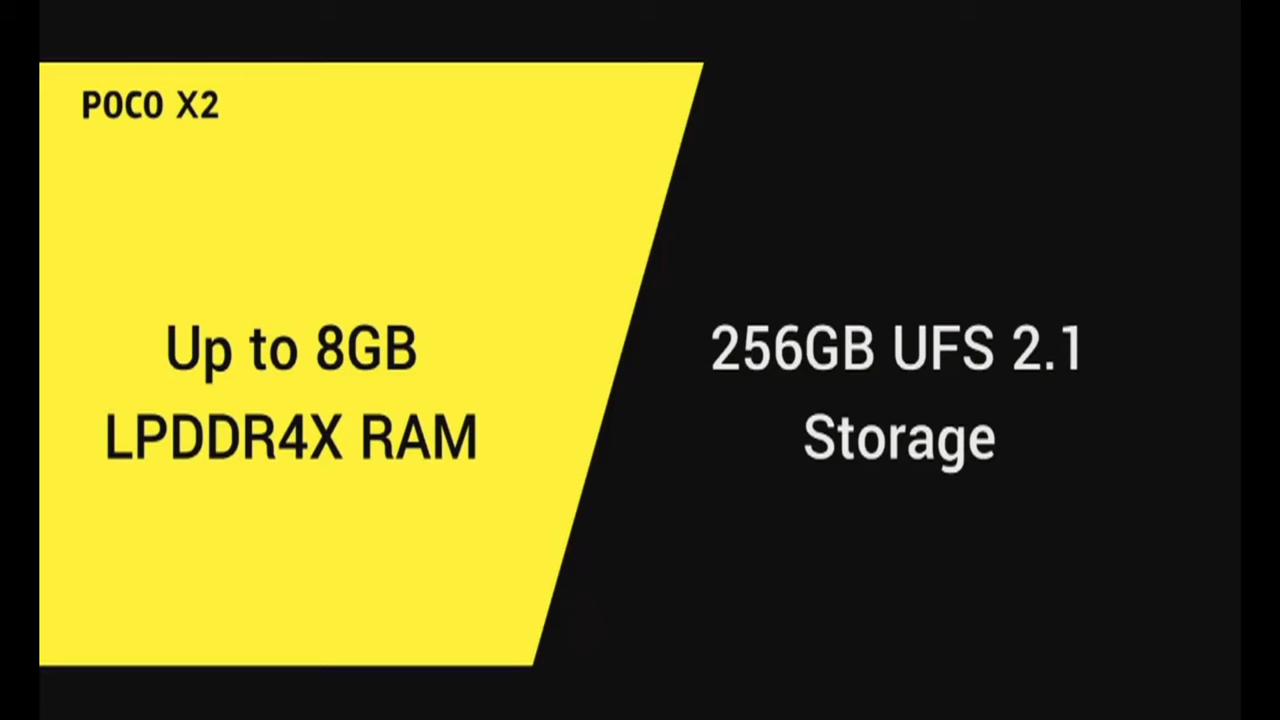 POCO X2
Up to 8GB
LPDDR4X RAM
256GB UFS 2.1
Storage